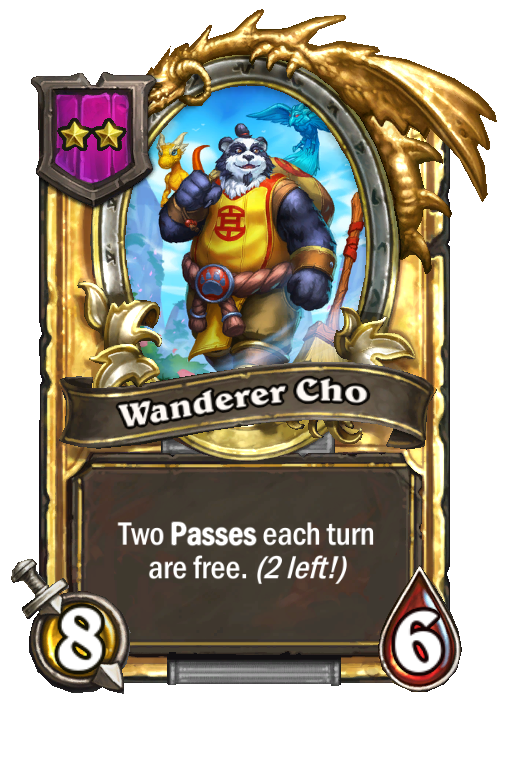 Wanderer Cho
Two Passes each turn
are free. (2 left!)
8
6